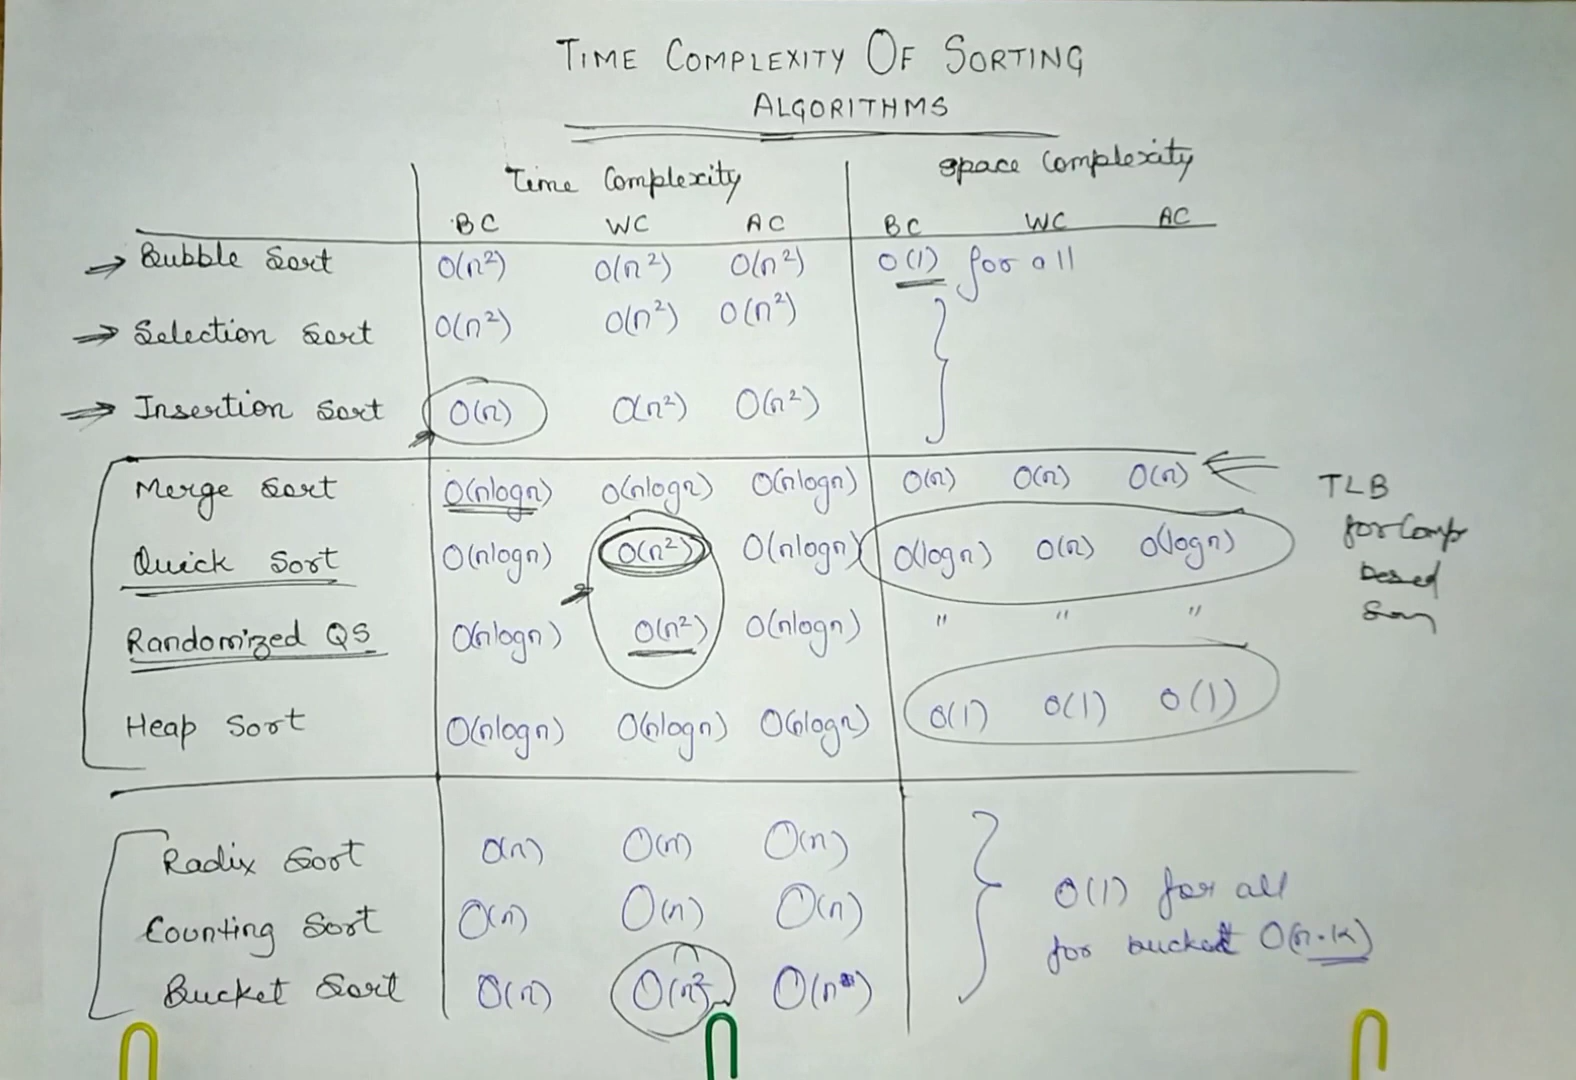 TIME COMPLEXITY OF SORTING
ALGORITHMS
Time Complexity space Complexity
BC WC AC BC WC AC
Bubble Sort O(n²) O(n²) O(n²) O(1) for all
Selection Sort O(n²) O(n²) O(n²)
Insertion Sort O(n) O(n²) O(n²)
Merge Sort O(nlogn) O(nlogn) O(nlogn) O(n) O(n) O(n)
Quick Sort O(nlogn) O(n²) O(nlogn) O(logn) O(n) O(logn)
Randomized QS O(nlogn) O(n²) O(nlogn) " " "
Heap Sort O(nlogn) O(nlogn) O(nlogn) O(1) O(1) O(1)
TLB
for Comp
Radix Sort O(n) O(n) O(n)
Counting Sort O(n) O(n) O(n)
Bucket Sort O(n) O(n²) O(n)
O(1) for all
for bucket O(n.k)